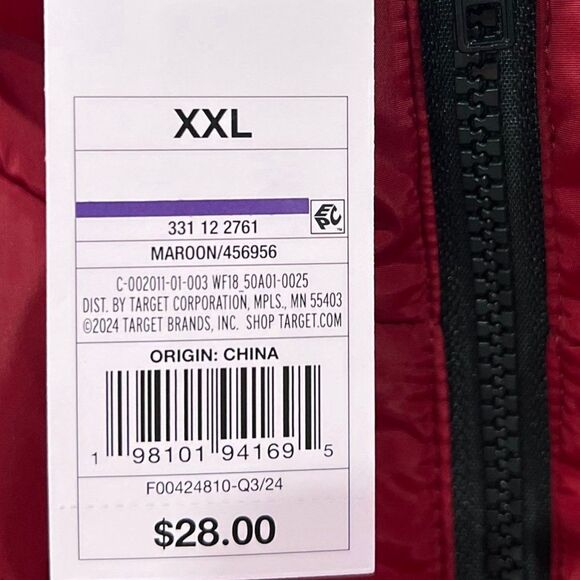 XXL
EPC
331 12 2761
MAROON/456956
C-002011-01-003 WF18_50A01-0025
DIST. BY TARGET CORPORATION, MPLS., MN 55403
©2024 TARGET BRANDS, INC. SHOP TARGET.COM
ORIGIN: CHINA
1 98101 94169 5
F00424810-Q3/24
$28.00